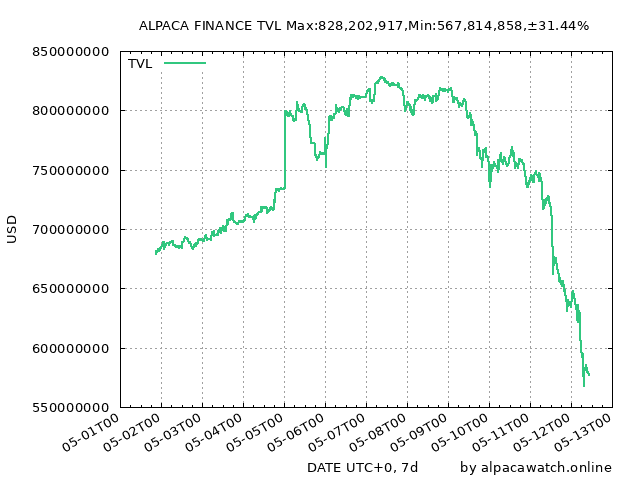 ALPACA FINANCE TVL Max:828,202,917,Min:567,814,858,±31.44%
TVL
850000000
800000000
750000000
700000000
650000000
600000000
550000000
USD
05-01T00
05-02T00
05-03T00
05-04T00
05-05T00
05-06T00
05-07T00
05-08T00
05-09T00
05-10T00
05-11T00
05-12T00
05-13T00
DATE UTC+0, 7d
by alpacawatch.online